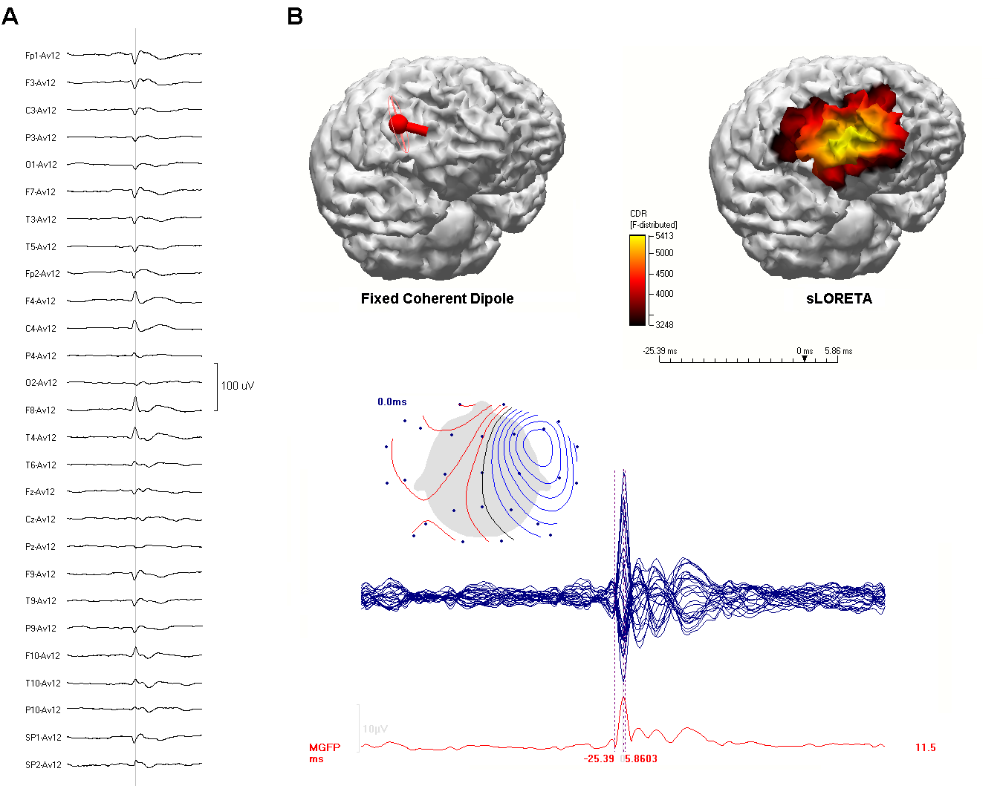 A
Fp1-Av12
F3-Av12
C3-Av12
P3-Av12
O1-Av12
F7-Av12
T3-Av12
T5-Av12
Fp2-Av12
F4-Av12
C4-Av12
P4-Av12
O2-Av12
F8-Av12
T4-Av12
T6-Av12
Fz-Av12
Cz-Av12
Pz-Av12
F9-Av12
T9-Av12
P9-Av12
F10-Av12
T10-Av12
P10-Av12
SP1-Av12
SP2-Av12
100 uV
B
Fixed Coherent Dipole
CDR
[F-distributed]
5413
5000
4500
4000
3248
sLORETA
-25.39 ms 0 ms 5.86 ms
0.0ms
10µV
MGFP 11.5
ms -25.39 05.8603